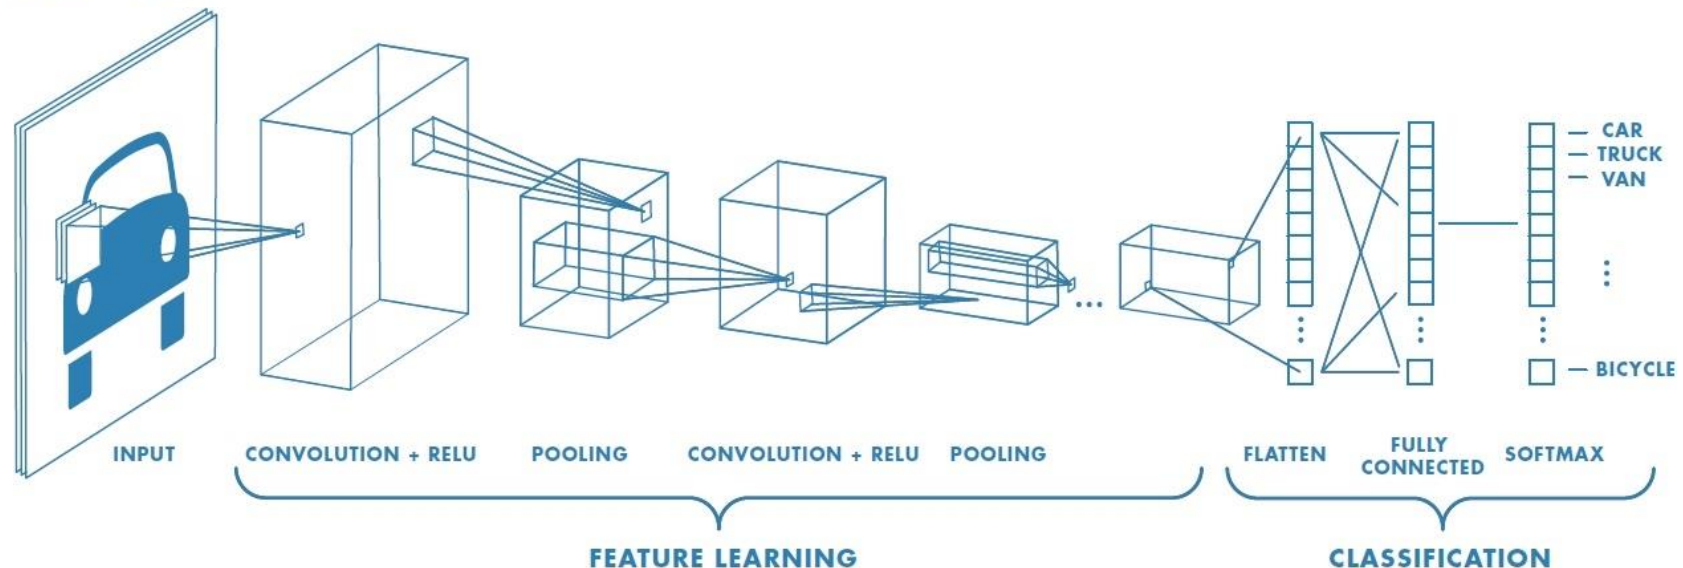 CAR
TRUCK
VAN
BICYCLE
INPUT
CONVOLUTION + RELU
POOLING
CONVOLUTION + RELU
POOLING
FLATTEN
FULLY
CONNECTED
SOFTMAX
FEATURE LEARNING
CLASSIFICATION